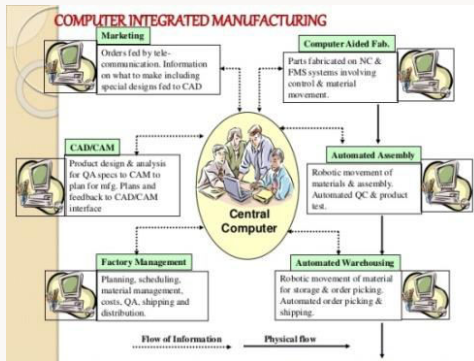 COMPUTER INTEGRATED MANUFACTURING
Marketing
Orders fed by tele-
communication. Information
on what to make including
special designs fed to CAD
Computer Aided Fab.
Parts fabricated on NC &
FMS systems involving
control & material
movement.
CAD/CAM
Product design & analysis
for QA specs to CAM to
plan for mfg. Plans and
feedback to CAD/CAM
interface
Central
Computer
Automated Assembly
Robotic movement of
materials & assembly.
Automated QC & product
test.
Factory Management
Planning, scheduling,
material management,
costs, QA, shipping and
distribution.
Automated Warehousing
Robotic movement of material
for storage & order picking.
Automated order picking &
shipping.
Flow of Information
Physical flow